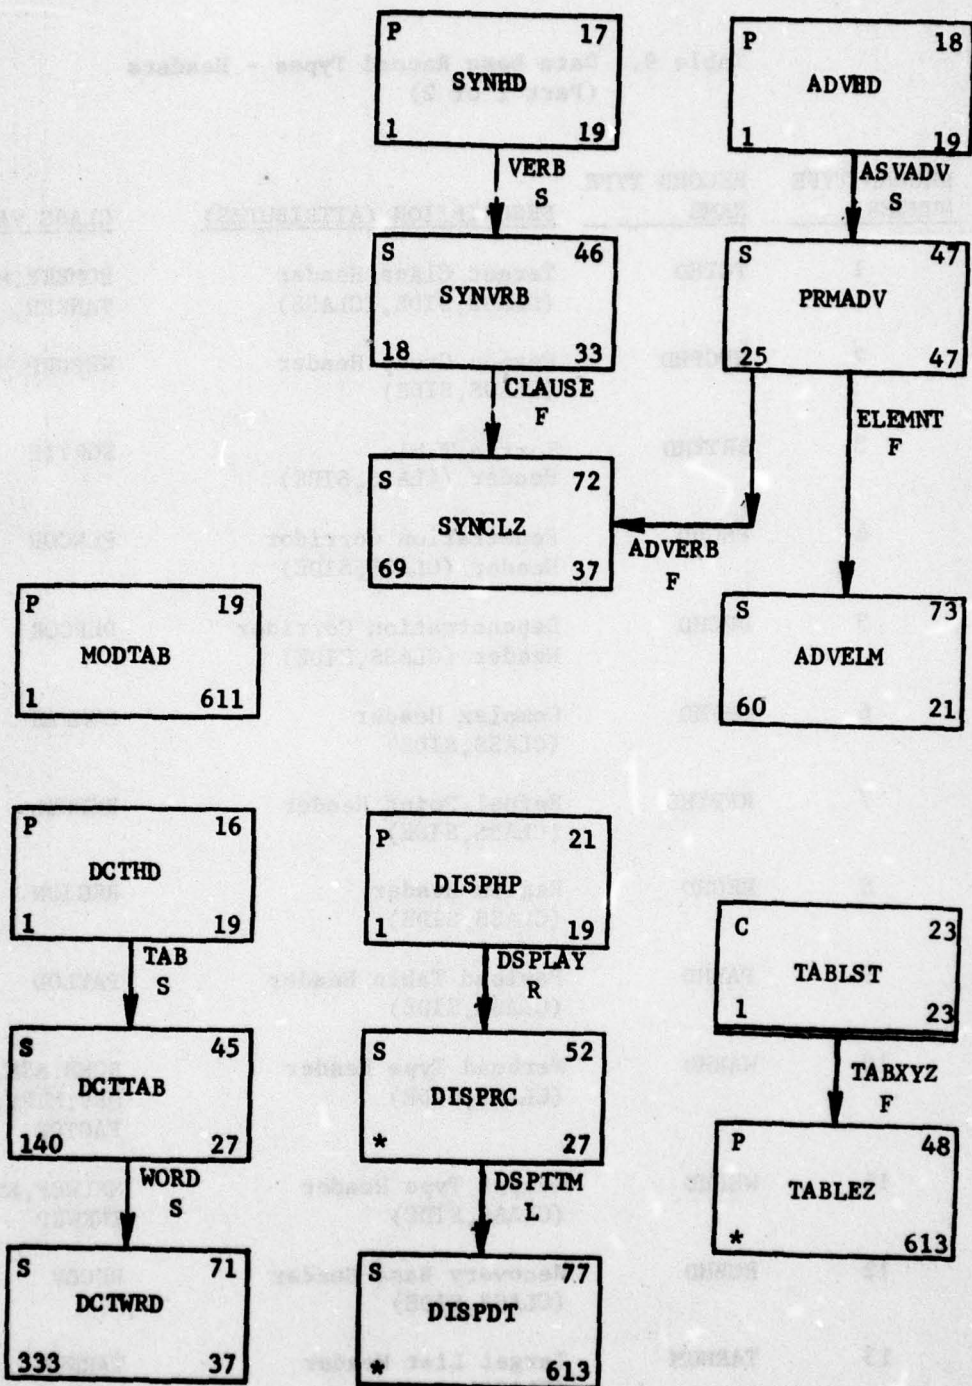 P 17
SYNHD
1 19
VERB
S
S 46
SYNVRB
18 33
CLAUSE
F
S 72
SYNCLZ
69 37
P 18
ADVHD
1 19
ASVADV
S
S 47
PRMADV
25 47
ELEMNT
F
ADVERB
F
S 73
ADVELM
60 21
P 19
MODTAB
1 611
P 16
DCTHD
1 19
TAB
S
S 45
DCTTAB
140 27
WORD
S
S 71
DCTWRD
333 37
P 21
DISPHP
1 19
DSPLAY
R
S 52
DISPRC
* 27
DSPITM
L
S 77
DISPDT
* 613
C 23
TABLST
1 23
TABXYZ
F
P 48
TABLEZ
* 613